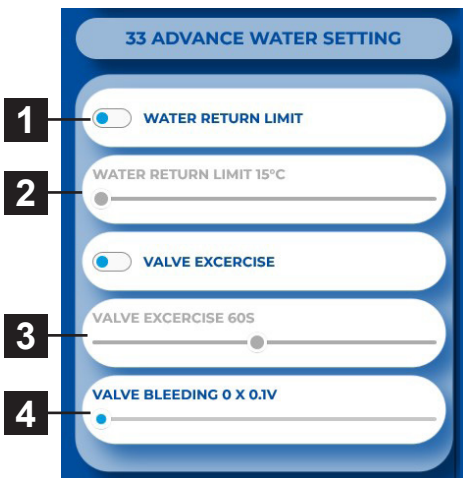 33 ADVANCE WATER SETTING
1
WATER RETURN LIMIT
2
WATER RETURN LIMIT 15°C
VALVE EXCERCISE
3
VALVE EXCERCISE 60S
4
VALVE BLEEDING 0 X 0.1V